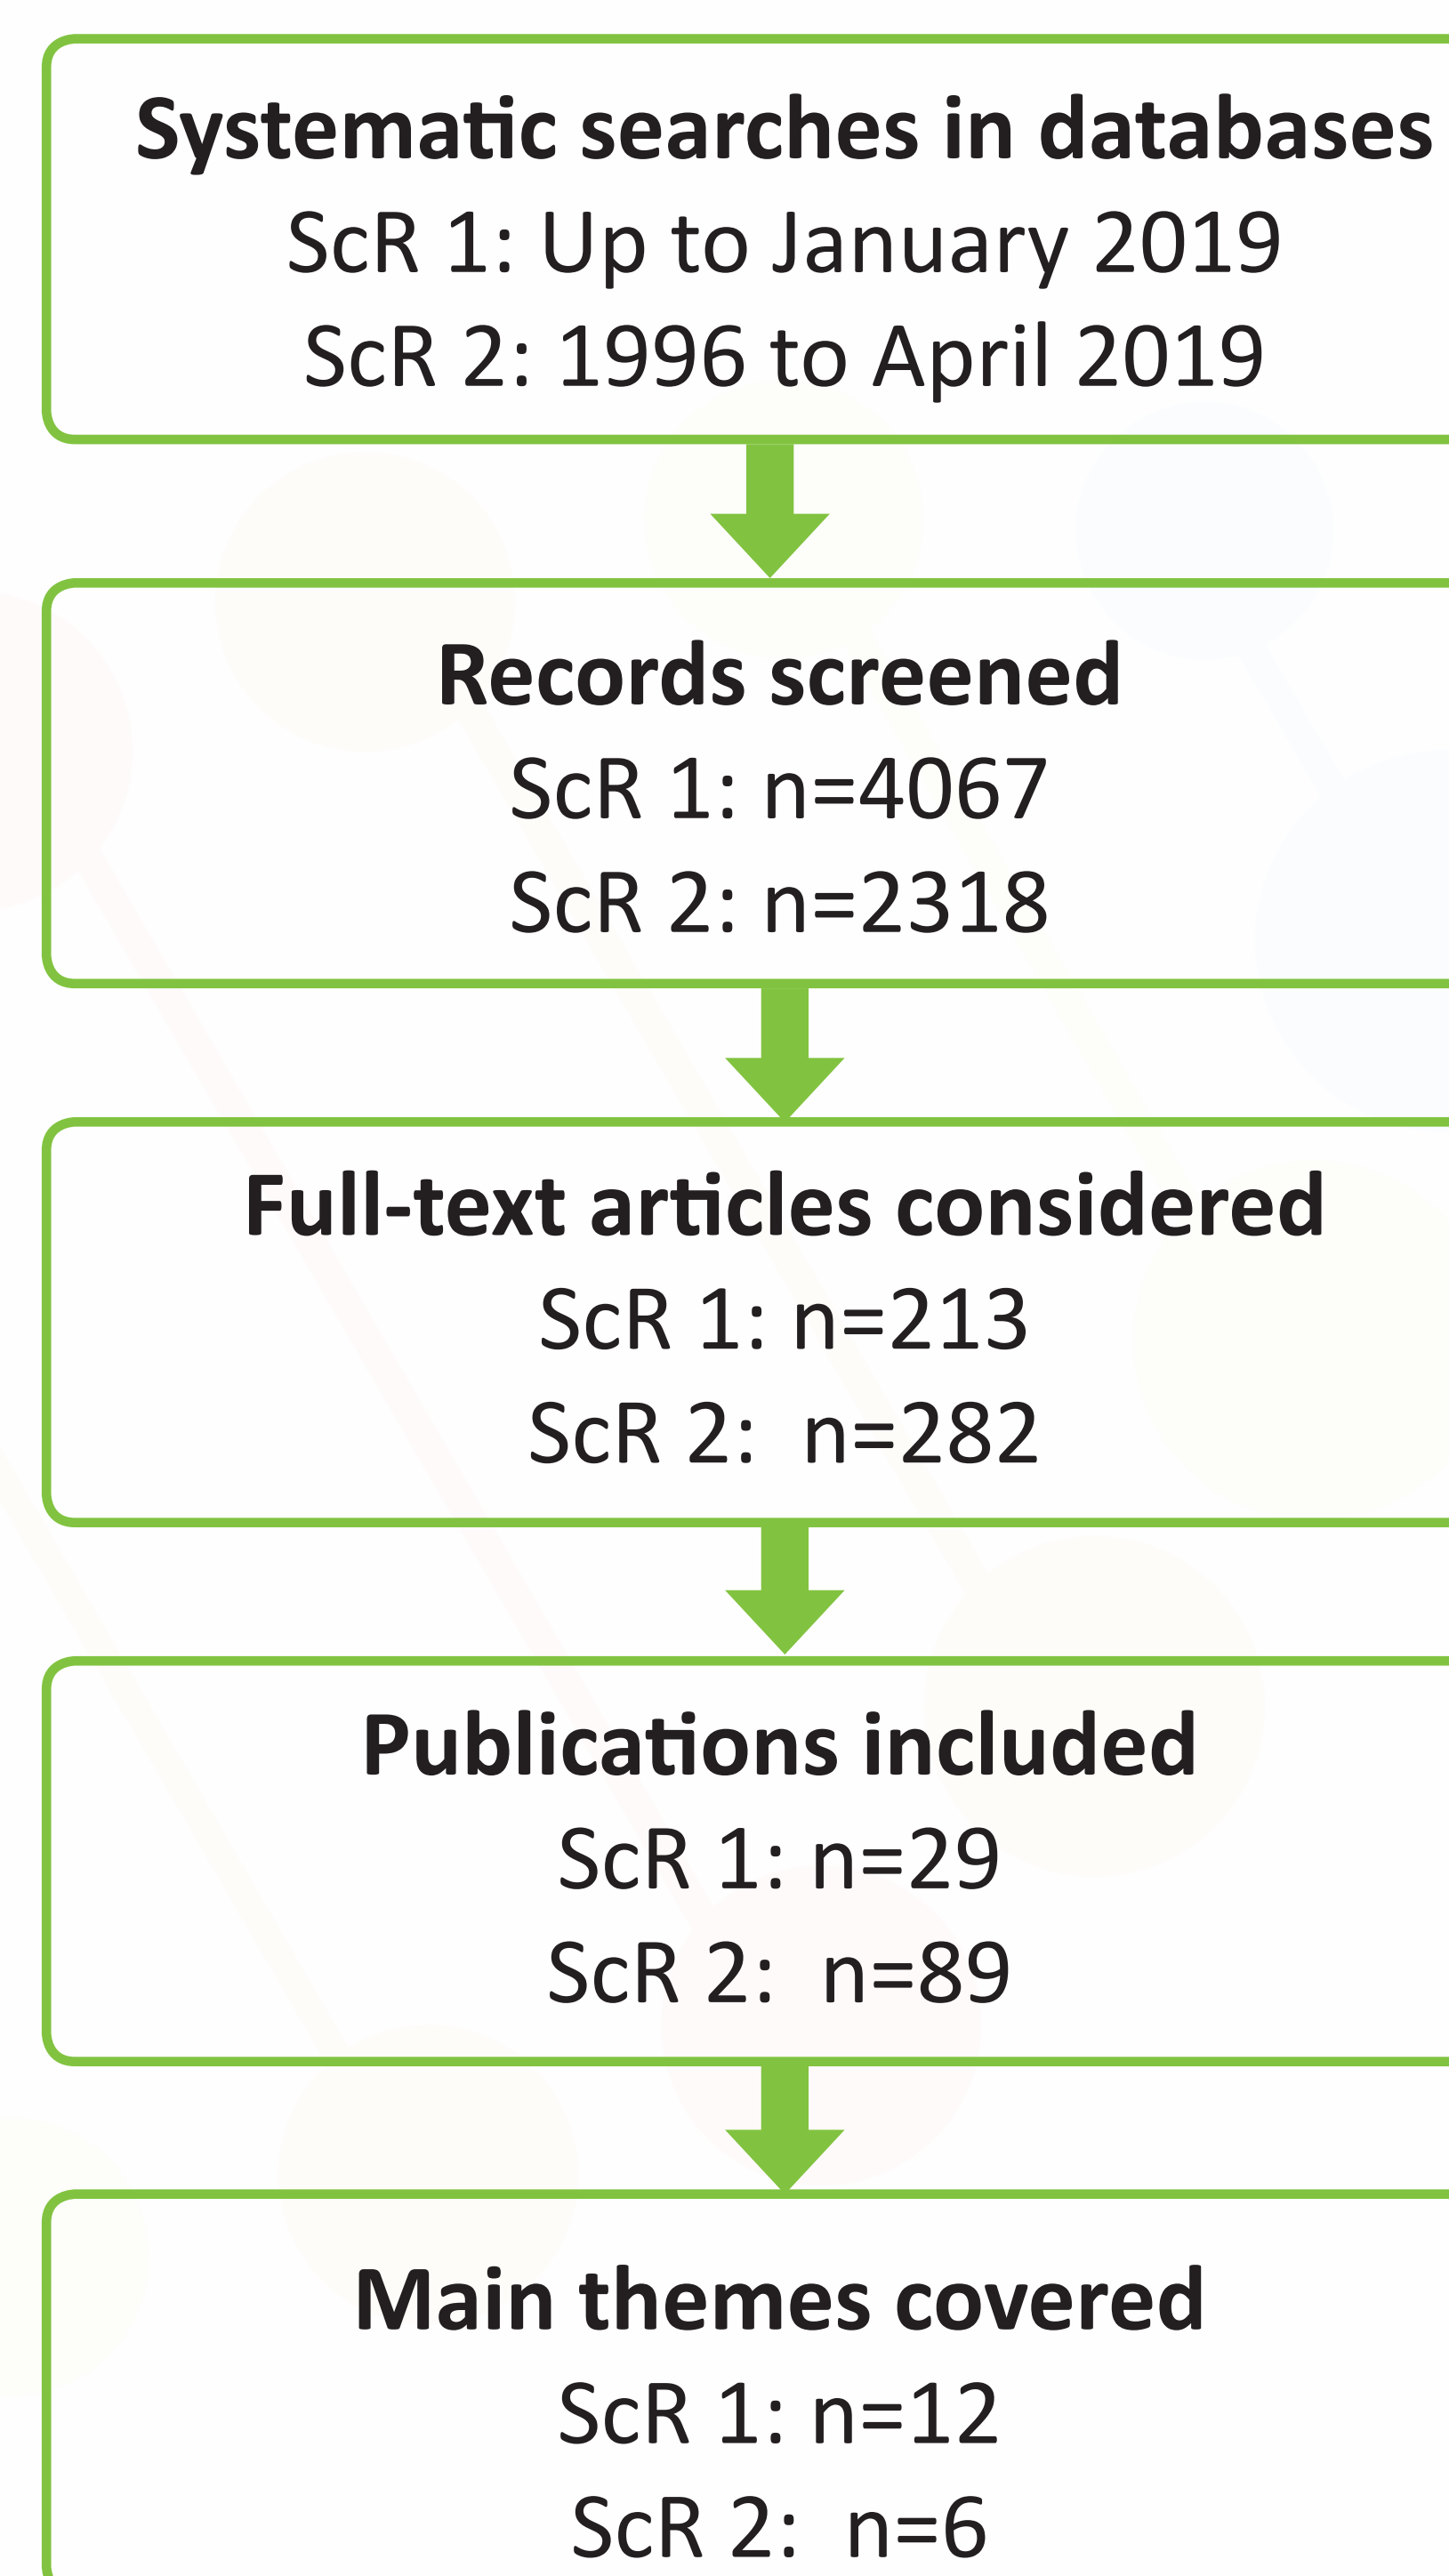 Systematic searches in databases
ScR 1: Up to January 2019
ScR 2: 1996 to April 2019
Records screened
ScR 1: n=4067
ScR 2: n=2318
Full-text articles considered
ScR 1: n=213
ScR 2:  n=282
Publications included
ScR 1: n=29
ScR 2:  n=89
Main themes covered
ScR 1: n=12
ScR 2:  n=6